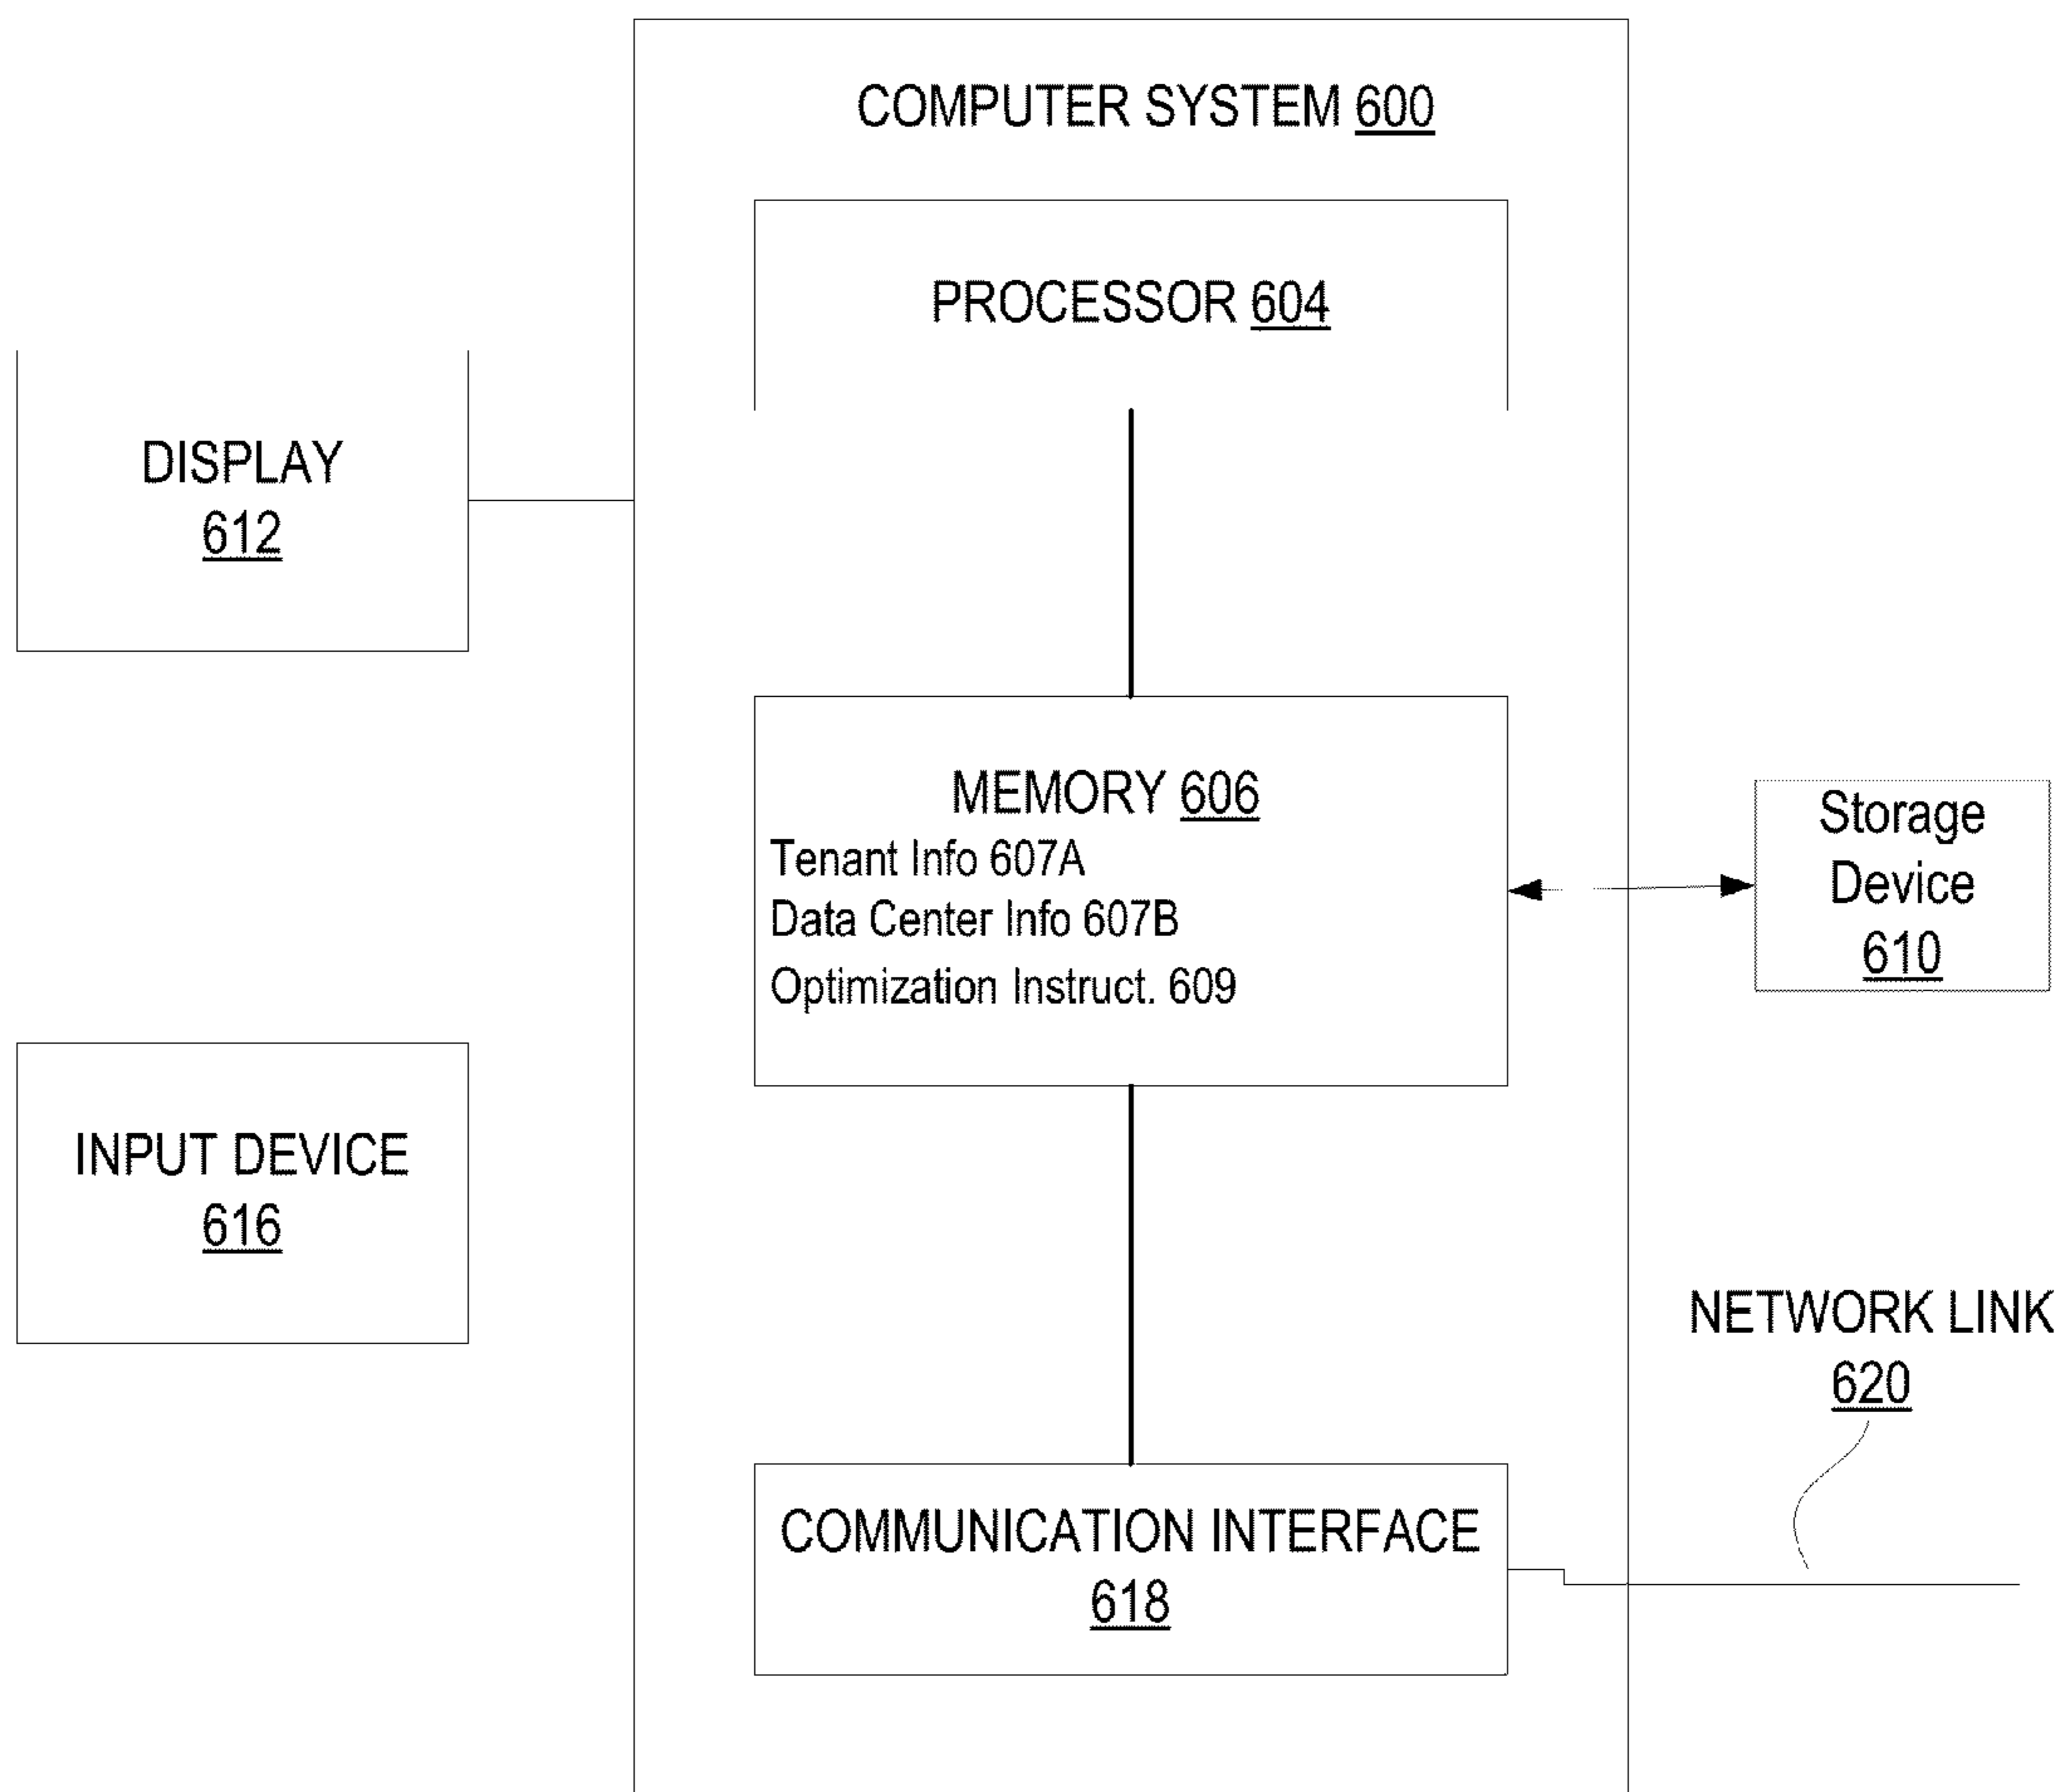 COMPUTER SYSTEM 600
PROCESSOR 604
DISPLAY
612
MEMORY 606
Tenant Info 607A
Data Center Info 607B
Optimization Instruct. 609
Storage
Device
610
INPUT DEVICE
616
NETWORK LINK
620
COMMUNICATION INTERFACE
618